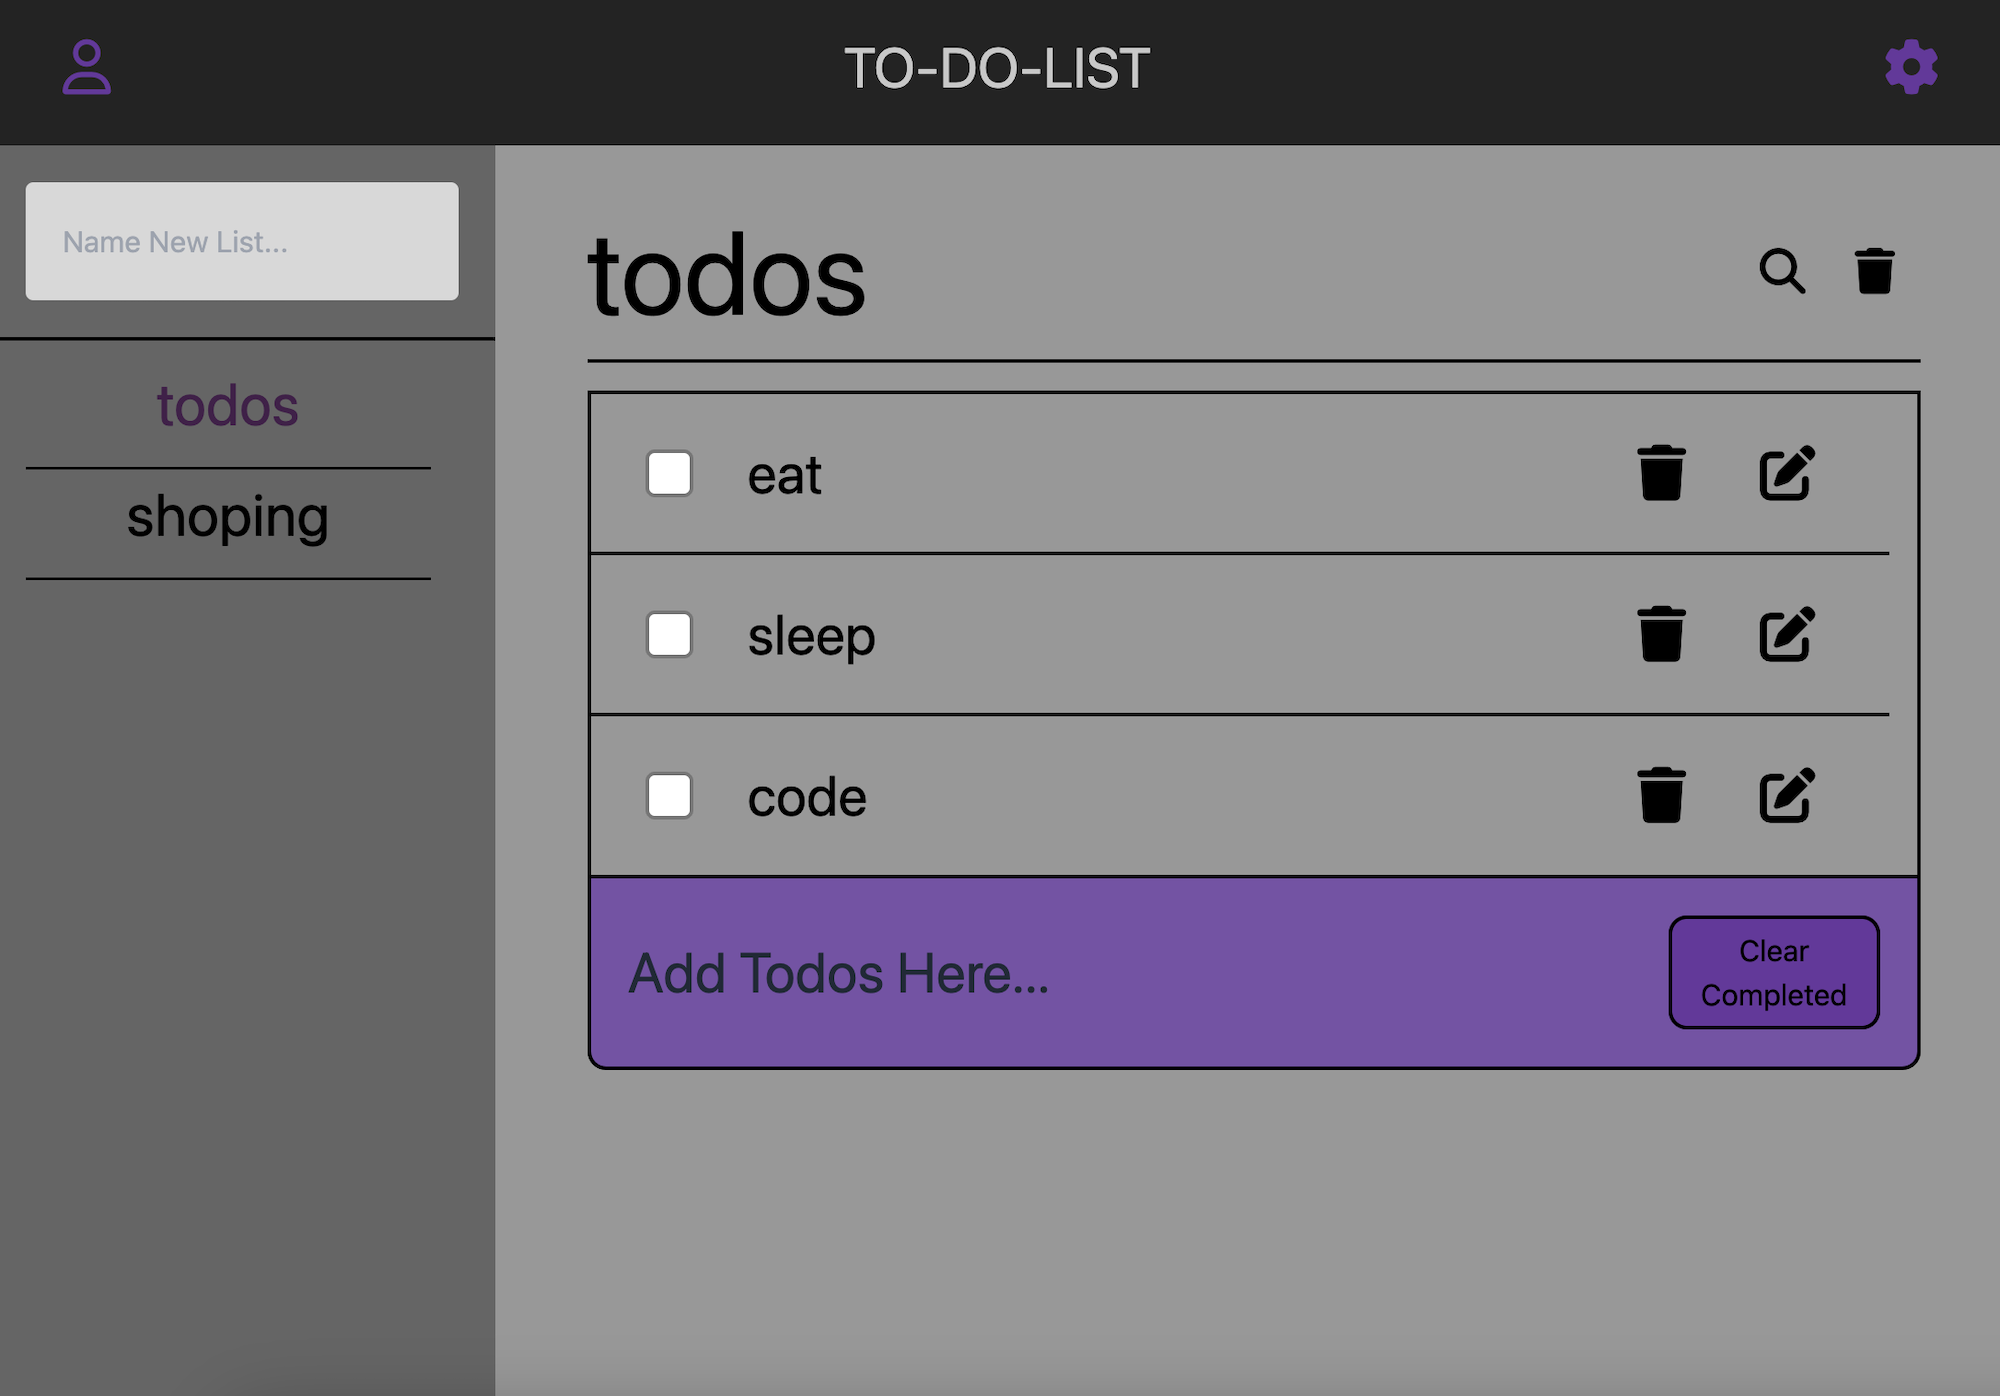 TO-DO-LIST
Name New List...
todos
shoping
todos
eat
sleep
code
Add Todos Here...
Clear
Completed